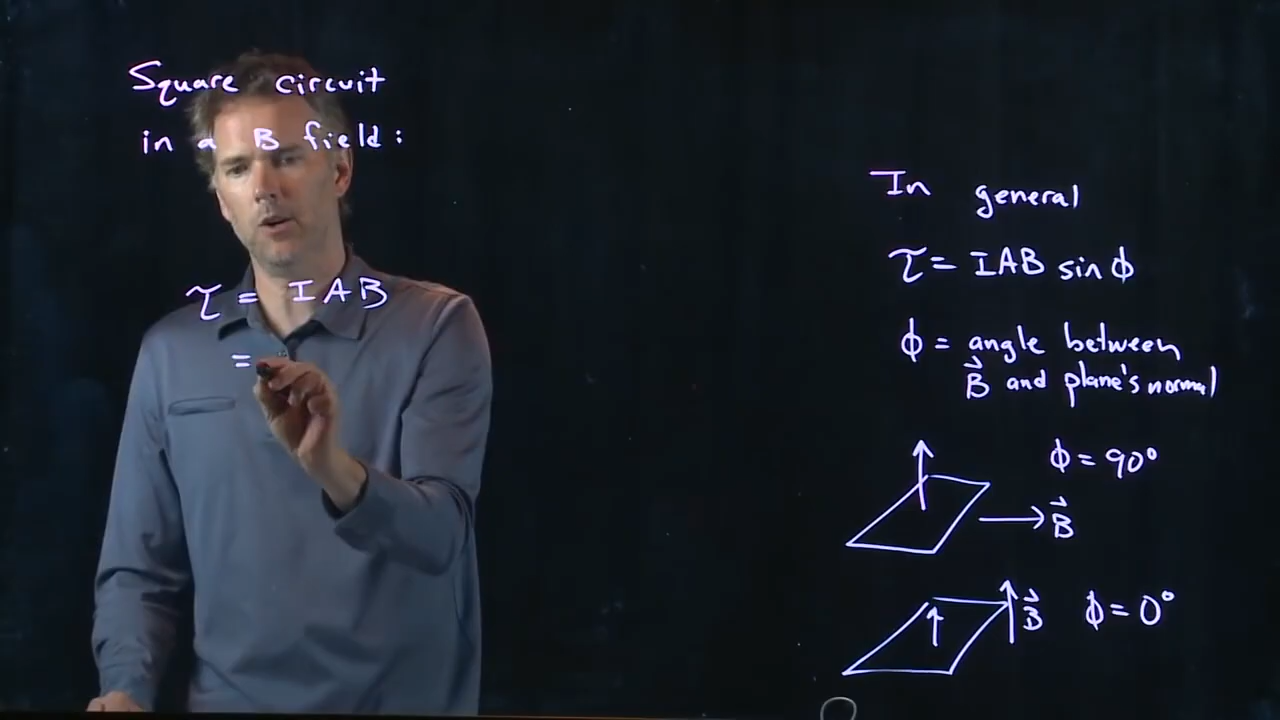 Square circuit
in a B field:
τ = IAB
=
In general
τ = IAB sin ϕ
ϕ = angle between
B⃗ and plane's normal
ϕ = 90°
B⃗
B⃗ ϕ = 0°